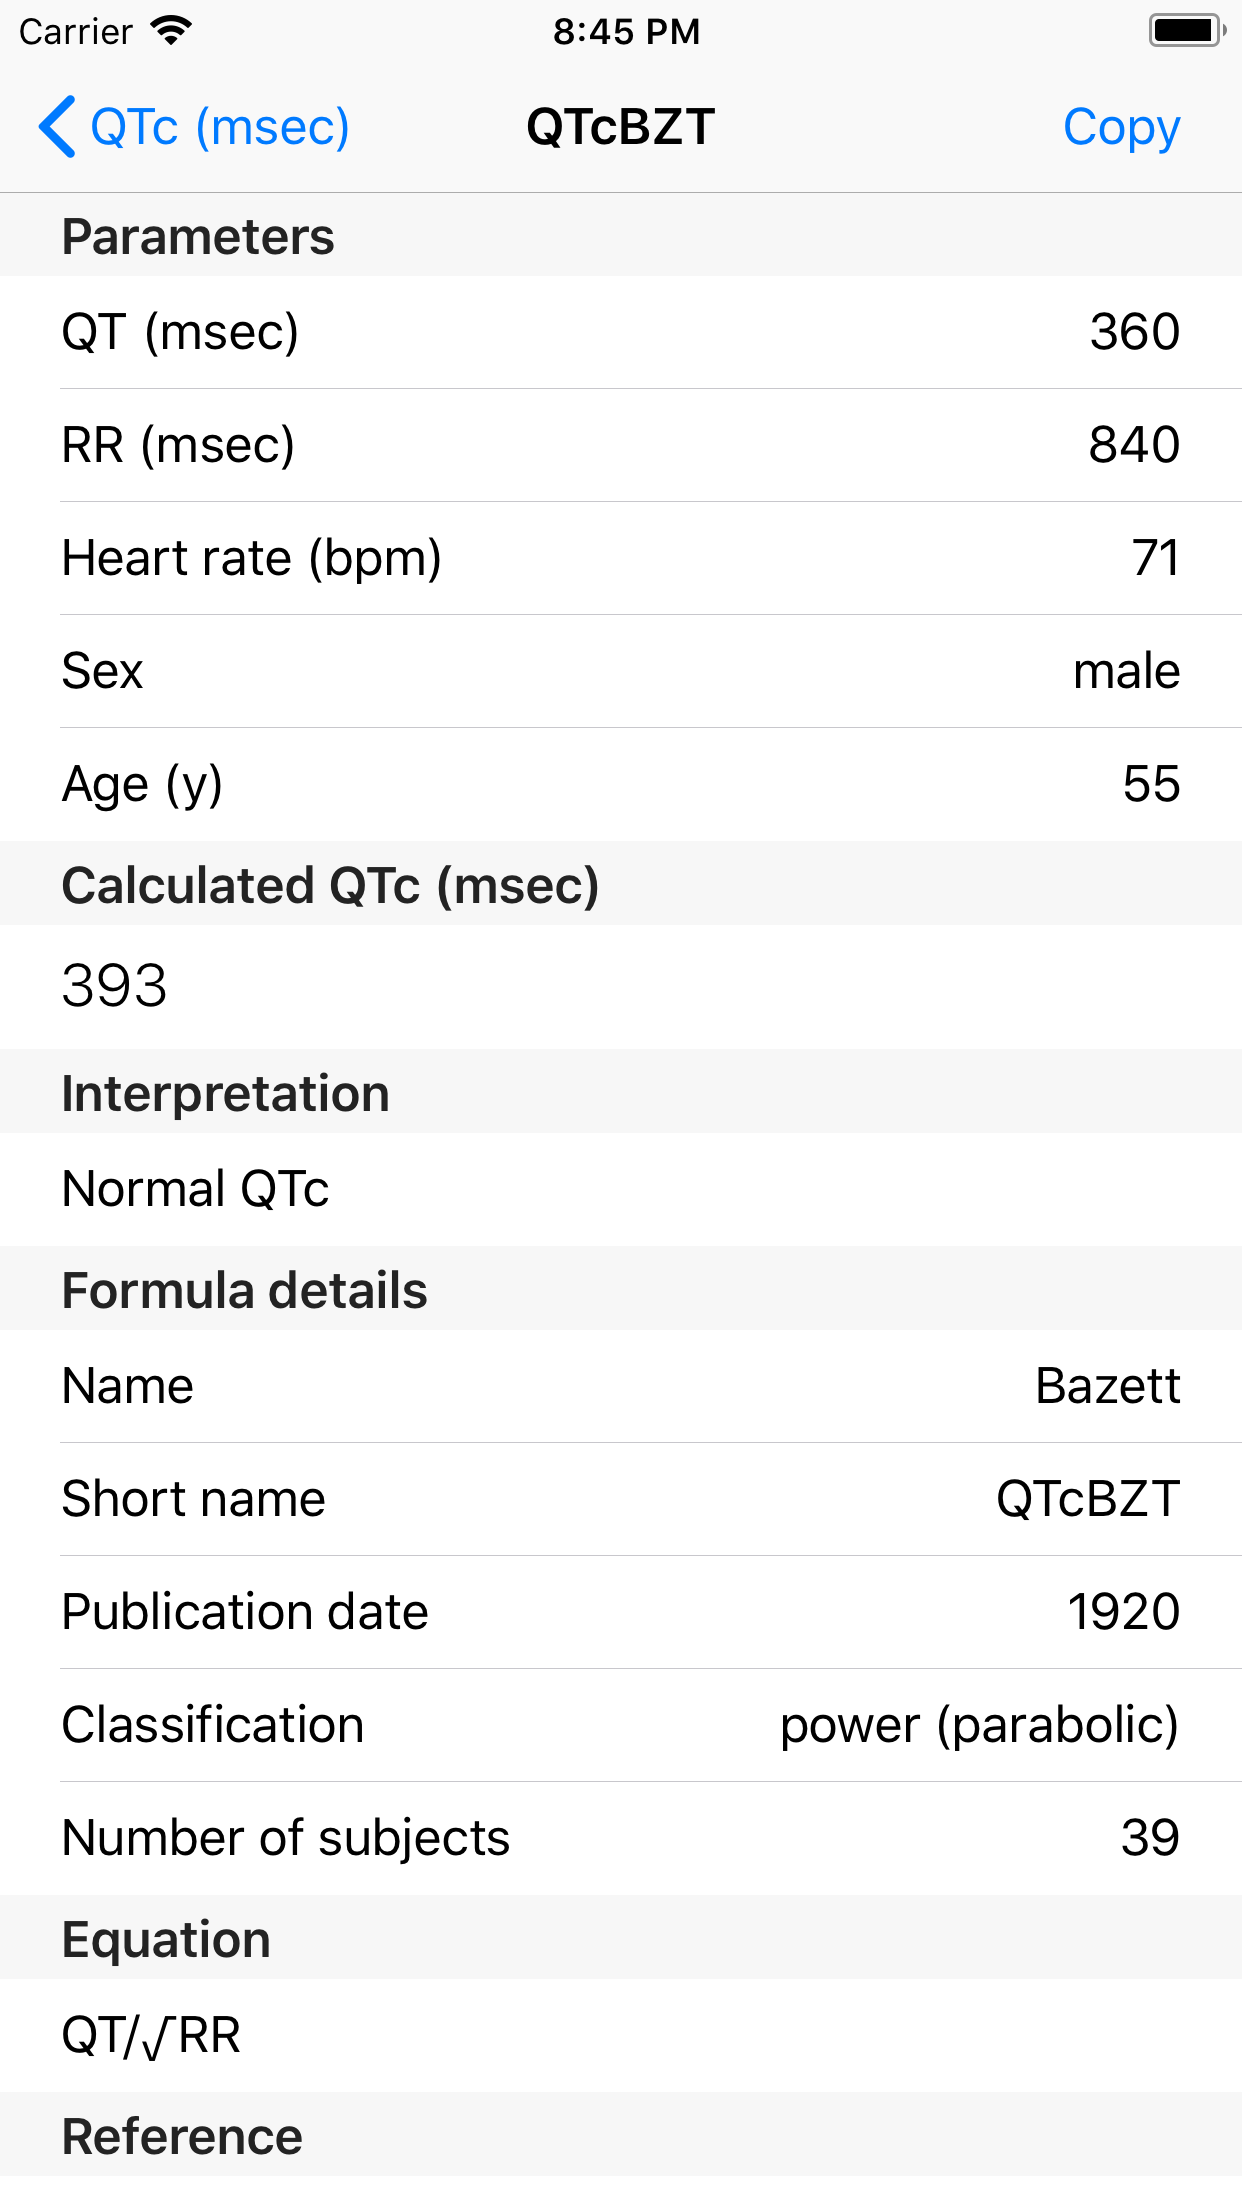 Carrier 8:45 PM
QTc (msec) QTcBZT Copy
Parameters
QT (msec) 360
RR (msec) 840
Heart rate (bpm) 71
Sex male
Age (y) 55
Calculated QTc (msec)
393
Interpretation
Normal QTc
Formula details
Name Bazett
Short name QTcBZT
Publication date 1920
Classification power (parabolic)
Number of subjects 39
Equation
QT/√RR
Reference